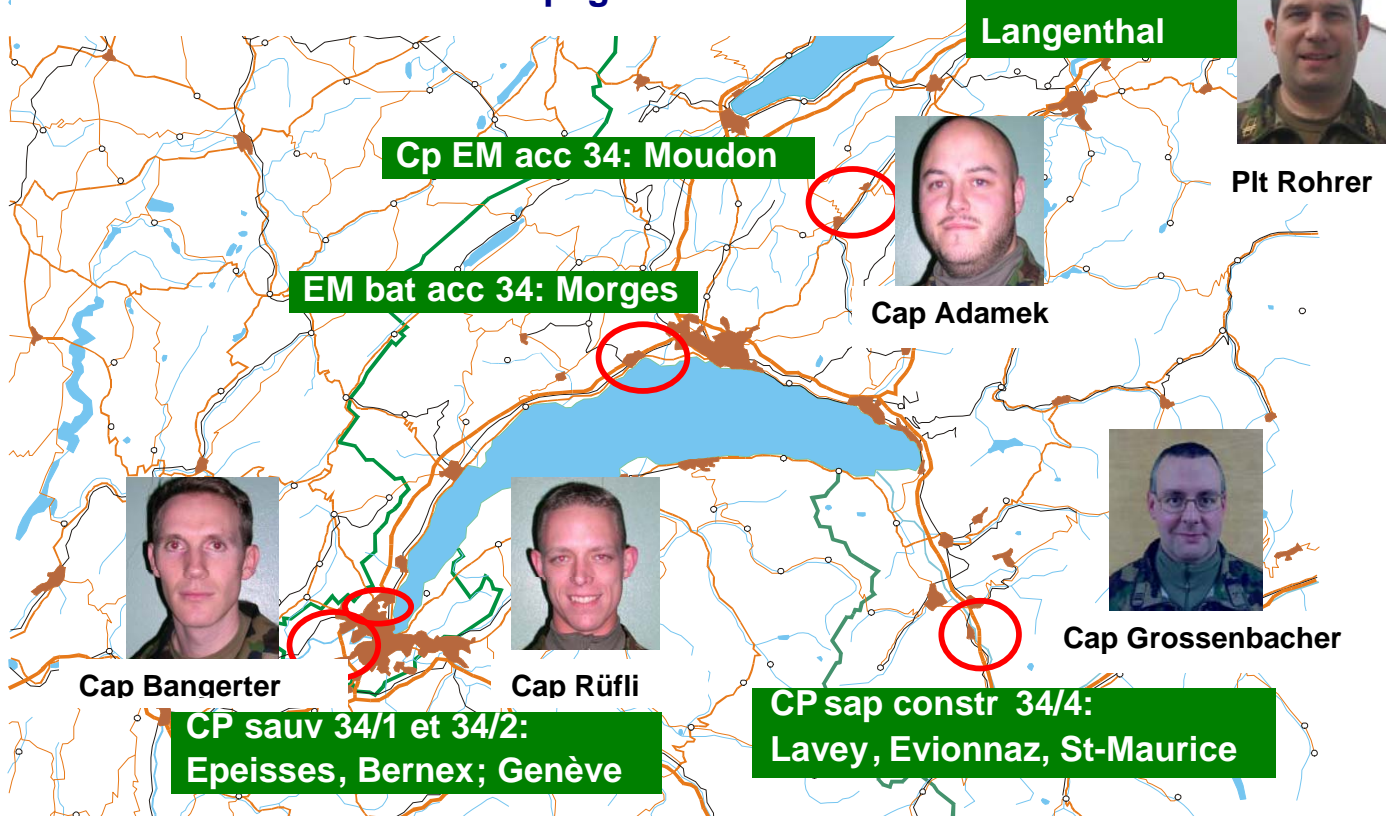 Langenthal
Cp EM acc 34: Moudon
Plt Rohrer
EM bat acc 34: Morges
Cap Adamek
Cap Grossenbacher
Cap Bangerter
Cap Rüfli
CP sauv 34/1 et 34/2:
Epeisses, Bernex; Genève
CP sap constr 34/4:
Lavey, Evionnaz, St-Maurice